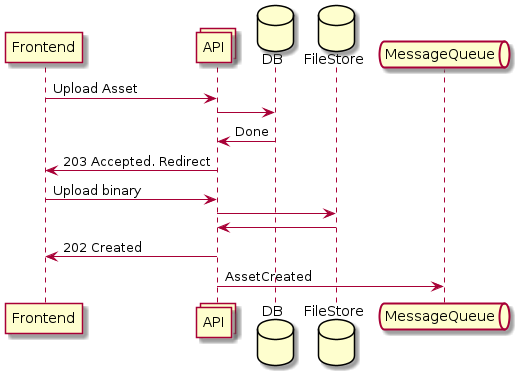 Frontend
API
DB
FileStore
MessageQueue
Upload Asset
Done
203 Accepted. Redirect
Upload binary
202 Created
AssetCreated
Frontend
API
DB
FileStore
MessageQueue